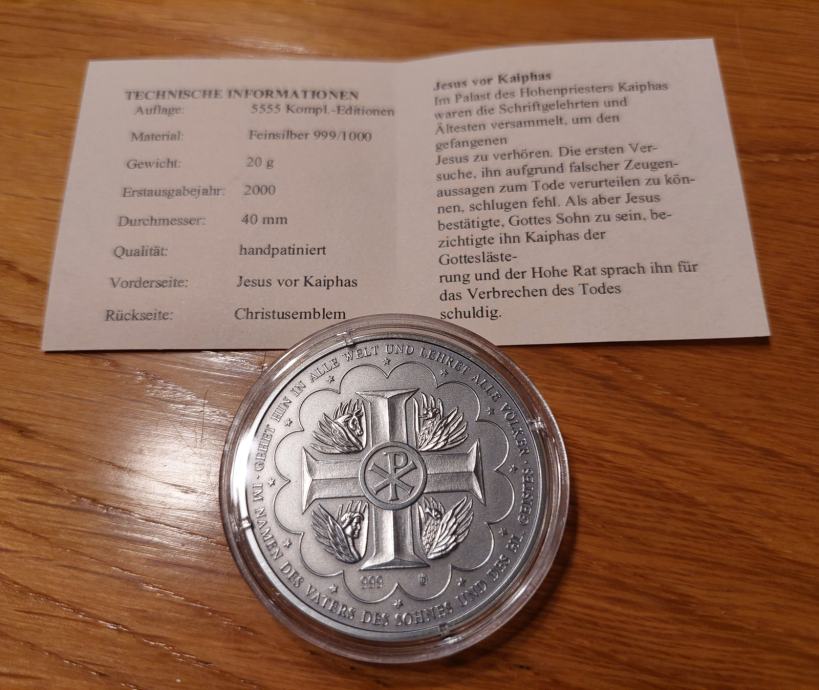 TECHNISCHE INFORMATIONEN
Auflage: 5555 Kompl.-Editionen
Material: Feinsilber 999/1000
Gewicht: 20 g
Erstausgabejahr: 2000
Durchmesser: 40 mm
Qualität: handpatiniert
Vorderseite: Jesus vor Kaiphas
Rückseite: Christusemblem
Jesus vor Kaiphas
Im Palast des Hohenpriesters Kaiphas
waren die Schriftgelehrten und
Ältesten versammelt, um den
gefangenen
Jesus zu verhören. Die ersten Ver-
suche, ihn aufgrund falscher Zeugen-
aussagen zum Tode verurteilen zu kön-
nen, schlugen fehl. Als aber Jesus
bestätigte, Gottes Sohn zu sein, be-
zichtigte ihn Kaiphas der
Gottesläste-
rung und der Hohe Rat sprach ihn für
das Verbrechen des Todes
schuldig.
· GEHET HIN IN ALLE WELT UND LEHRET ALLE VÖLKER ·
IM NAMEN DES VATERS DES SOHNES UND DES HL. GEISTES
999